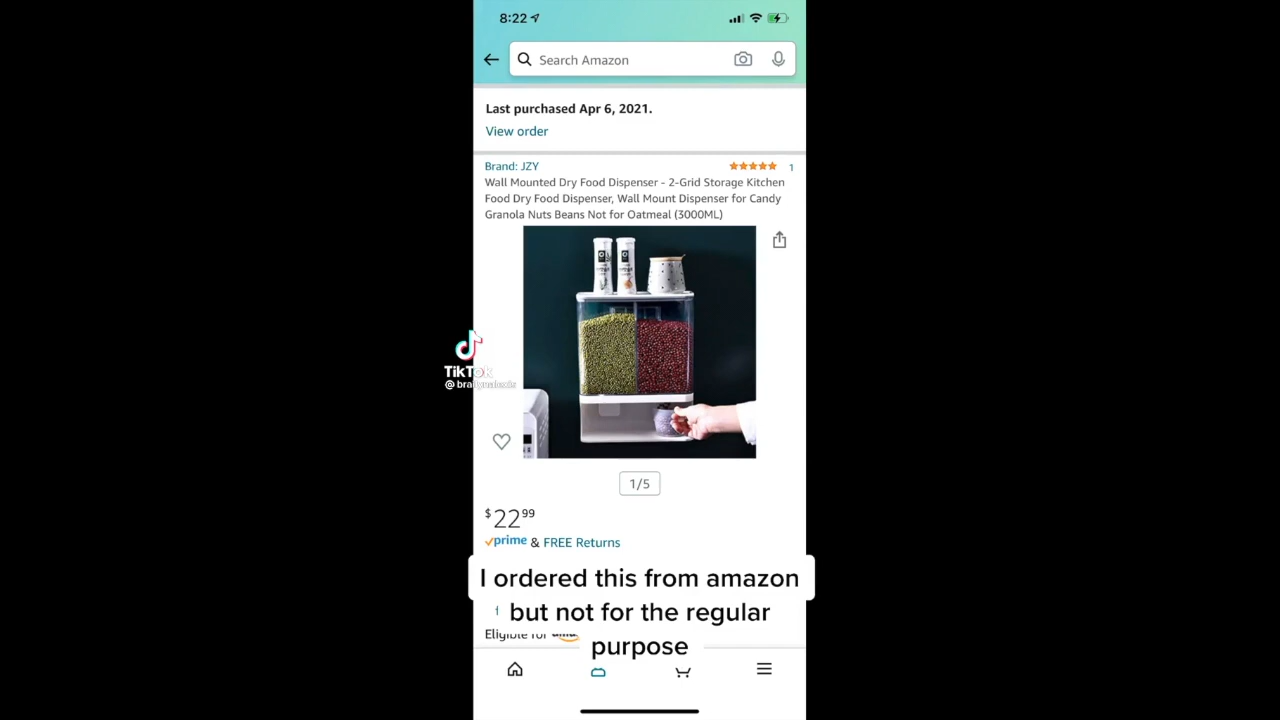 8:22
Search Amazon
Last purchased Apr 6, 2021.
View order
Brand: JZY
1
Wall Mounted Dry Food Dispenser - 2-Grid Storage Kitchen
Food Dry Food Dispenser, Wall Mount Dispenser for Candy
Granola Nuts Beans Not for Oatmeal (3000ML)
TikTok
1/5
$22 99
prime & FREE Returns
I ordered this from amazon
but not for the regular
purpose
Eligible for